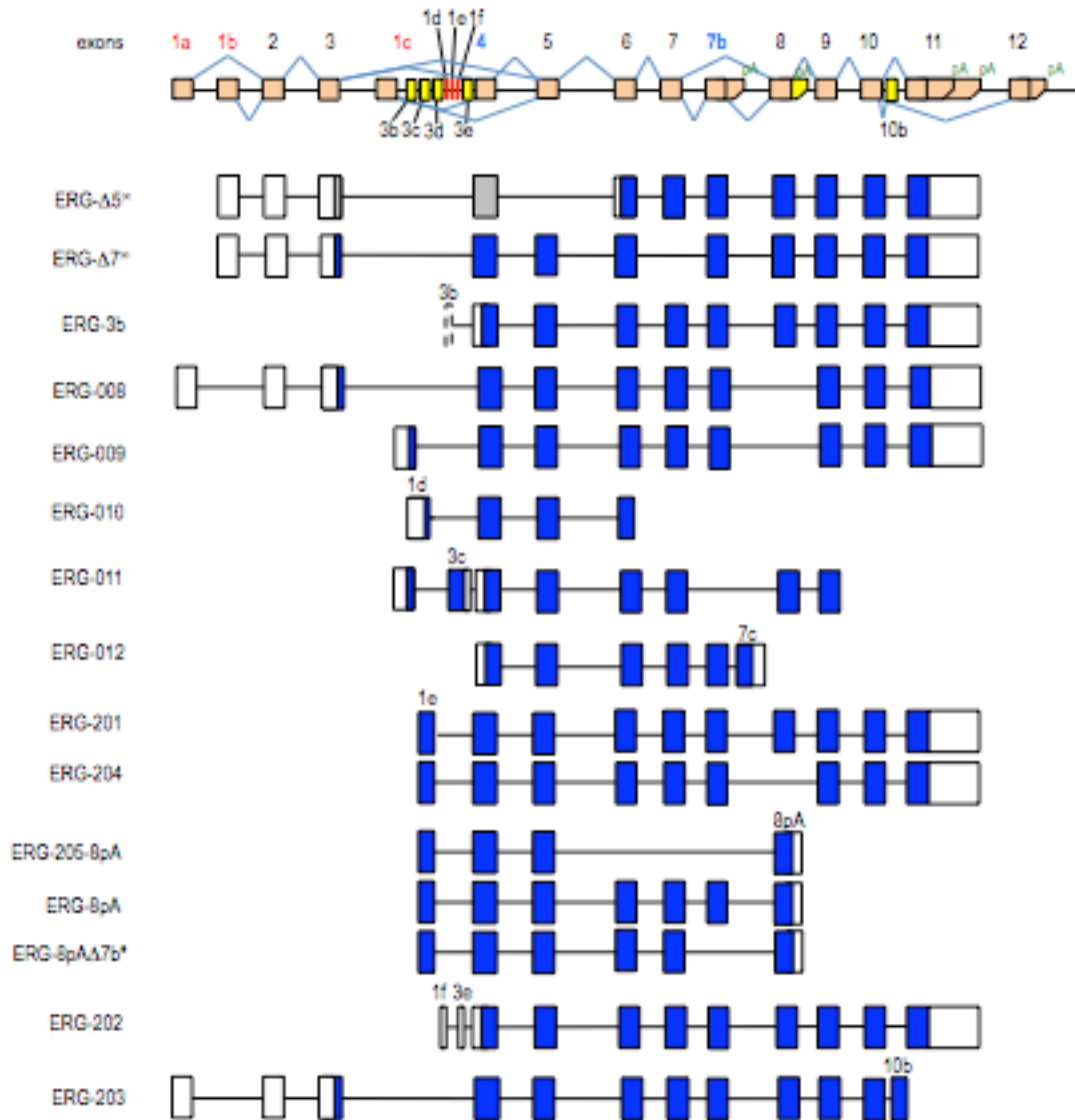 1d 1e 1f
exons 1a 1b 2 3 1c 4 5 6 7 7b 8 9 10 11 12
pA pA pA pA pA
3b 3c 3d 3e 10b
ERG-Δ5*
ERG-Δ7*
3b
ERG-3b
ERG-008
ERG-009
1d
ERG-010
3c
ERG-011
7c
ERG-012
1e
ERG-201
ERG-204
8pA
ERG-205-8pA
ERG-8pA
ERG-8pAΔ7b*
1f 3e
ERG-202
10b
ERG-203